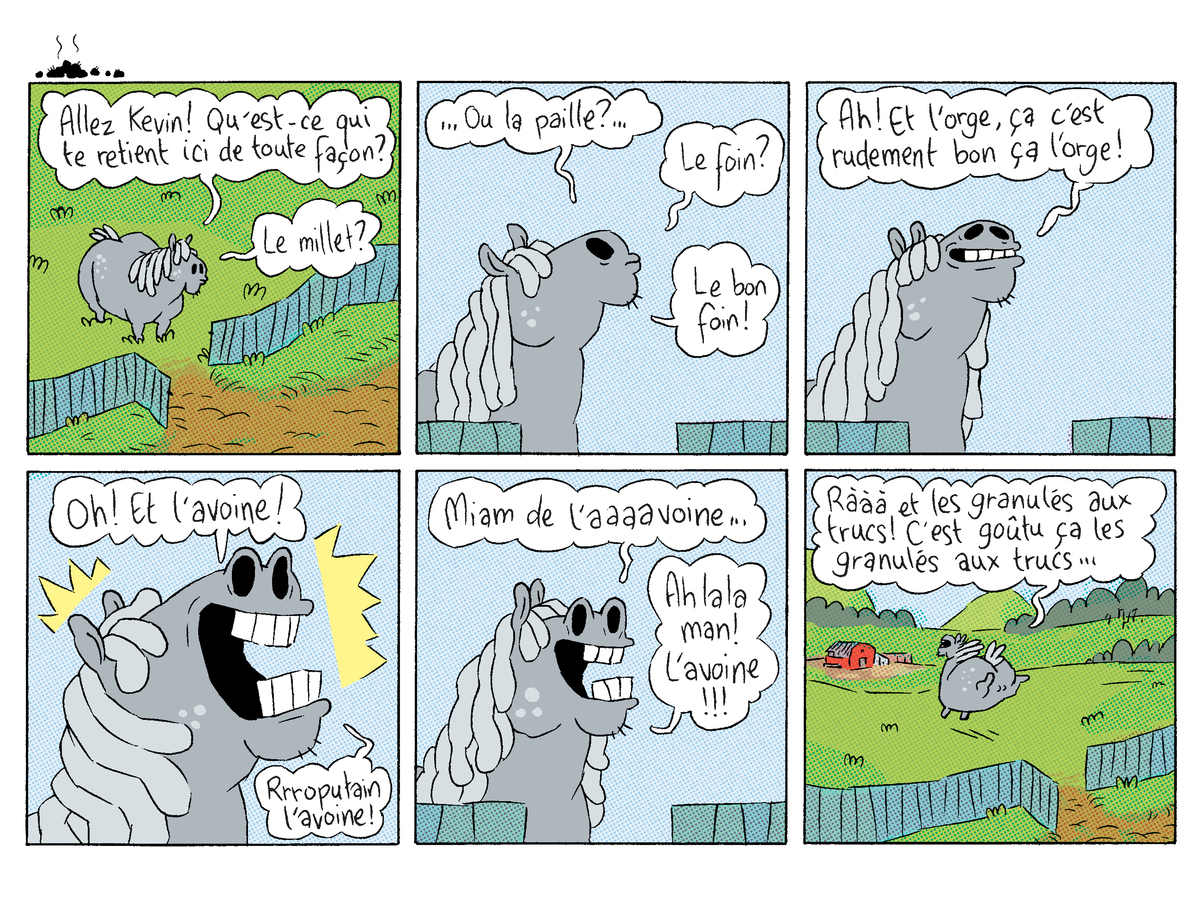 Allez Kevin! Qu'est-ce qui
te retient ici de toute façon?
Le millet?
...Ou la paille?...
Le foin?
Le bon
foin!
Ah! Et l'orge, ça c'est
rudement bon ça l'orge!
Oh! Et l'avoine!
Rrroputain
l'avoine!
Miam de l'aaaavoine...
Ah lala
man!
L'avoine
!!!
Ràààà et les granulés aux
trucs! C'est goûtu ça les
granulés aux trucs...